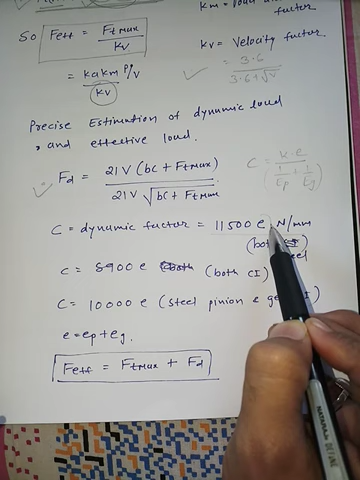 Km = Load
factor
So Feff = Ftmax / Kv
Kv = Velocity factor.
= 3.6 / 3.6+√V
= kakm P/V / Kv
Precise Estimation of dynamic load
, and effective load.
Fd = 21V (bc + Ftmax) / 21V √bc + Ftmax
C = k.e / 1/Ep + 1/Eg
C = dynamic factor = 11500 e N/mm
(both steel
C = 5900 e (both CI)
C = 10000 e (steel pinion & I)
e = ep + eg.
Feff = Ftmax + Fd